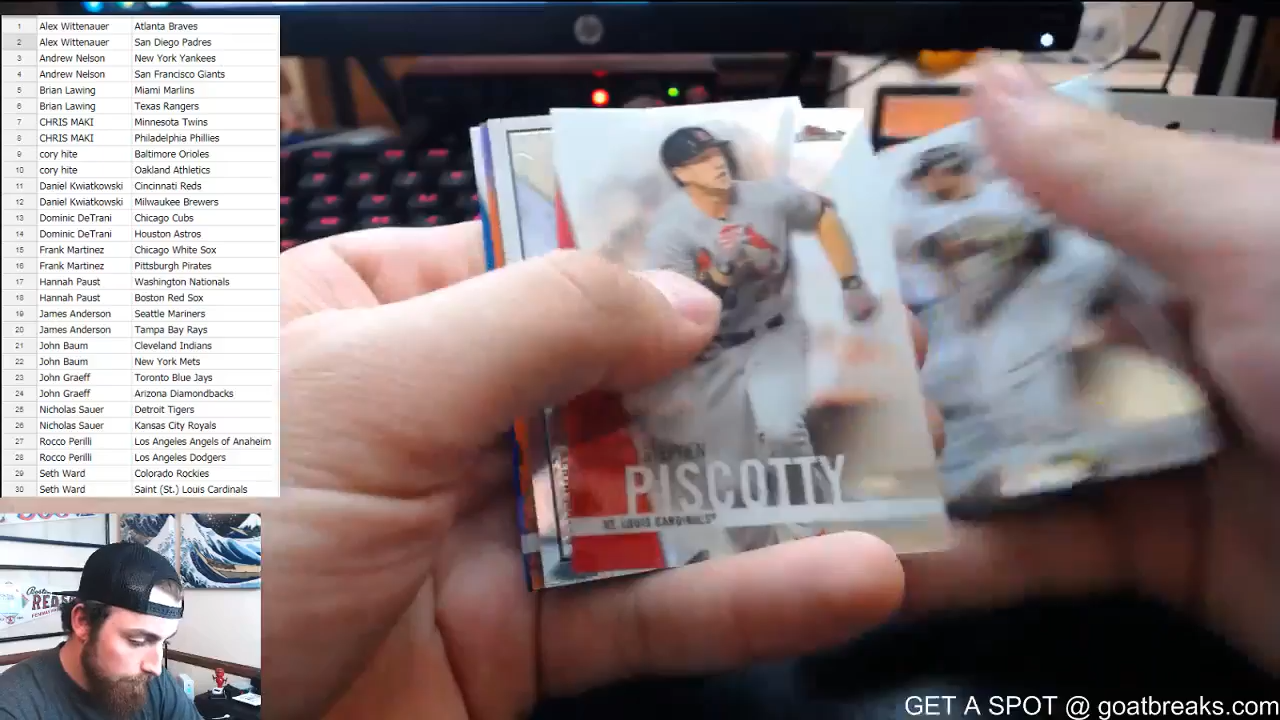 1 Alex Wittenauer Atlanta Braves
2 Alex Wittenauer San Diego Padres
3 Andrew Nelson New York Yankees
4 Andrew Nelson San Francisco Giants
5 Brian Lawing Miami Marlins
6 Brian Lawing Texas Rangers
7 CHRIS MAKI Minnesota Twins
8 CHRIS MAKI Philadelphia Phillies
9 cory hite Baltimore Orioles
10 cory hite Oakland Athletics
11 Daniel Kwiatkowski Cincinnati Reds
12 Daniel Kwiatkowski Milwaukee Brewers
13 Dominic DeTrani Chicago Cubs
14 Dominic DeTrani Houston Astros
15 Frank Martinez Chicago White Sox
16 Frank Martinez Pittsburgh Pirates
17 Hannah Paust Washington Nationals
18 Hannah Paust Boston Red Sox
19 James Anderson Seattle Mariners
20 James Anderson Tampa Bay Rays
21 John Baum Cleveland Indians
22 John Baum New York Mets
23 John Graeff Toronto Blue Jays
24 John Graeff Arizona Diamondbacks
25 Nicholas Sauer Detroit Tigers
26 Nicholas Sauer Kansas City Royals
27 Rocco Perilli Los Angeles Angels of Anaheim
28 Rocco Perilli Los Angeles Dodgers
29 Seth Ward Colorado Rockies
30 Seth Ward Saint (St.) Louis Cardinals
STEPHEN
PISCOTTY
ST. LOUIS CARDINALS
Boston
RED
GET A SPOT @ goatbreaks.com